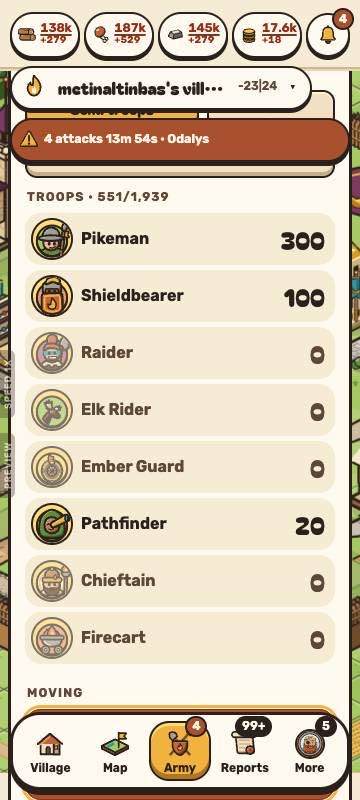 138k 187k 145k 17.6k 4
+279 +529 +279 +18
metinaltinbas's vill••• -23|24
4 attacks 13m 54s • 0dalys
TROOPS • 551/1,939
Pikeman 300
Shieldbearer 100
Raider 0
Elk Rider 0
Ember Guard 0
Pathfinder 20
Chieftain 0
Firecart 0
SPEED 1X
PREVIEW
MOVING
4 99+ 5
Village Map Army Reports More